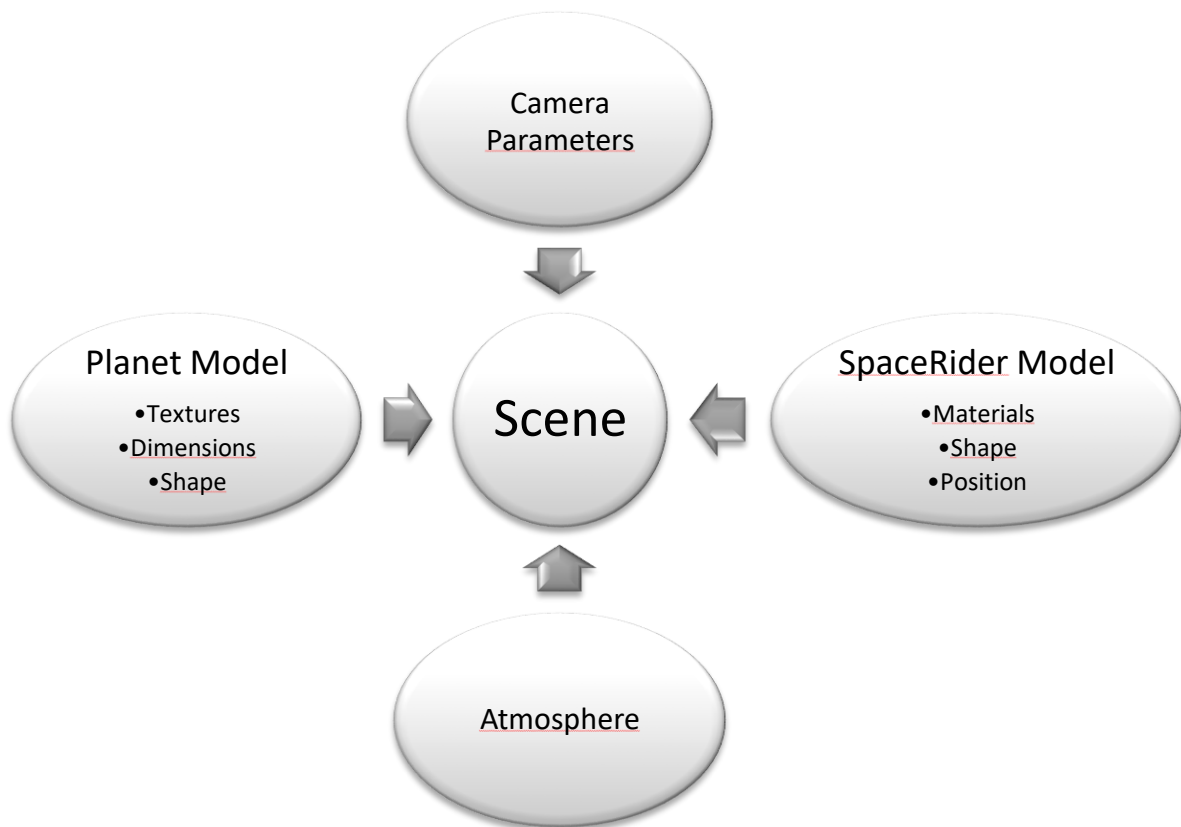 Camera
Parameters
Planet Model
•Textures
•Dimensions
•Shape
Scene
SpaceRider Model
•Materials
•Shape
•Position
Atmosphere